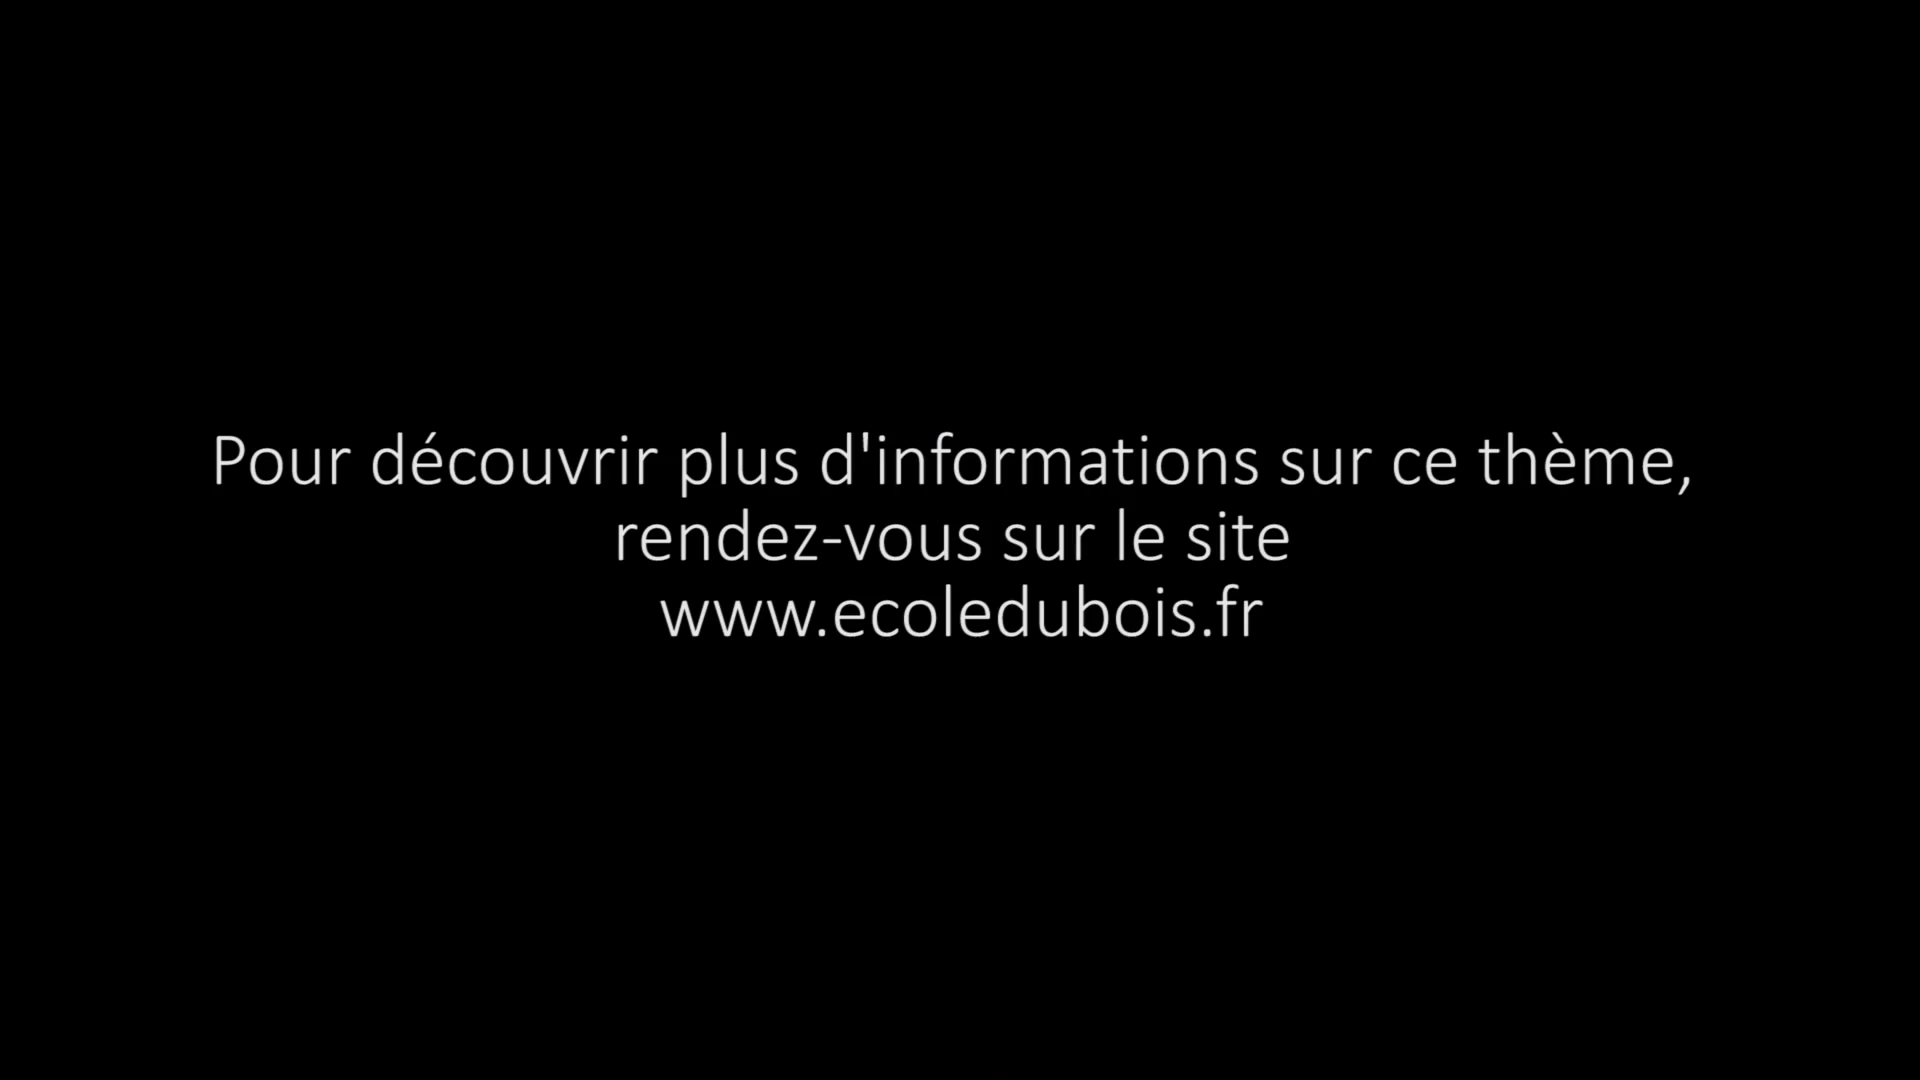 Pour découvrir plus d'informations sur ce thème,
rendez-vous sur le site
www.ecoledubois.fr